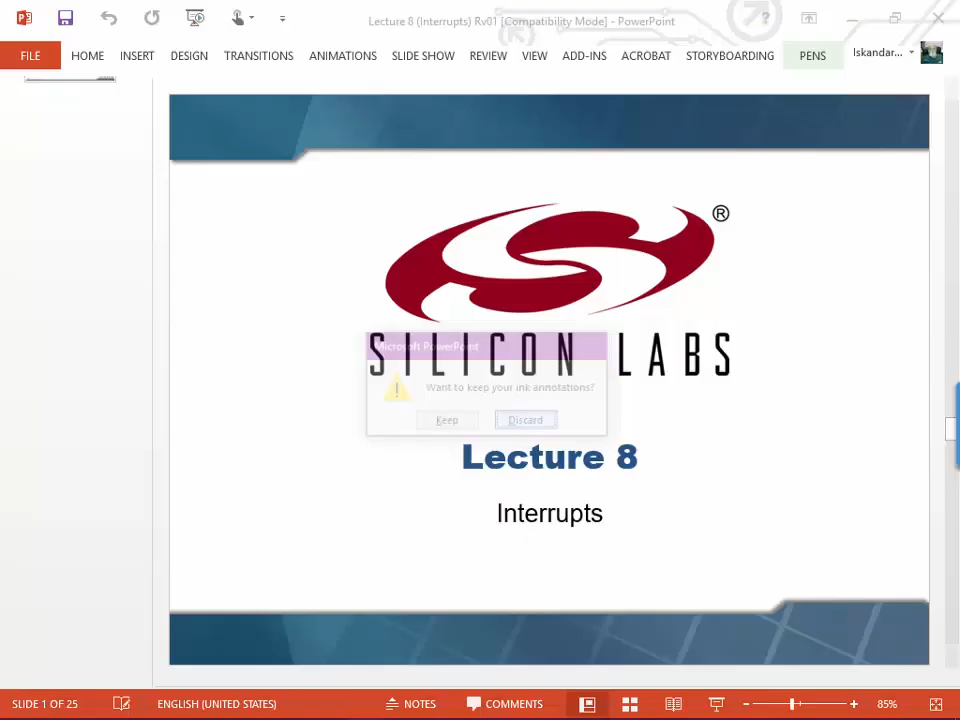 Lecture 8 (Interrupts) Rv01 [Compatibility Mode] - PowerPoint
?
FILE HOME INSERT DESIGN TRANSITIONS ANIMATIONS SLIDE SHOW REVIEW VIEW ADD-INS ACROBAT STORYBOARDING PENS Iskandar...
®
SILICON LABS
Microsoft PowerPoint
Want to keep your ink annotations?
Keep Discard
Lecture 8
Interrupts
SLIDE 1 OF 25 ENGLISH (UNITED STATES) NOTES COMMENTS 85%